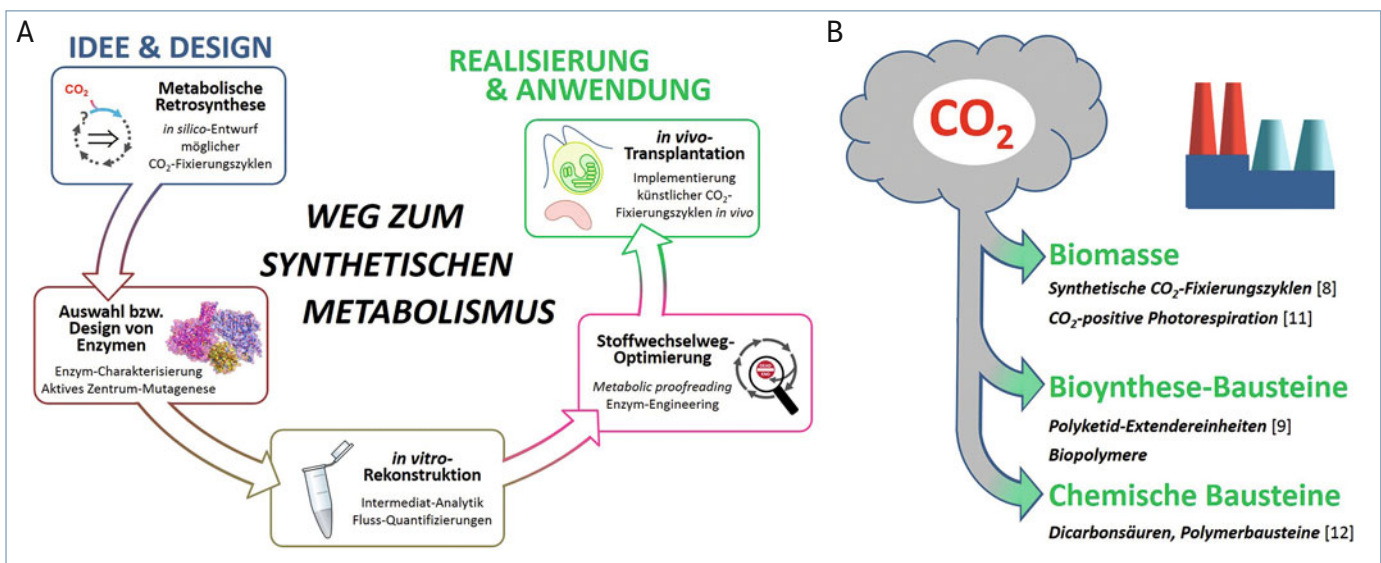 A
IDEE & DESIGN
Metabolische
Retrosynthese
CO₂
?
in silico-Entwurf
möglicher
CO₂-Fixierungszyklen
Auswahl bzw.
Design von
Enzymen
Enzym-Charakterisierung
Aktives Zentrum-Mutagenese
in vitro-
Rekonstruktion
Intermediat-Analytik
Fluss-Quantifizierungen
Stoffwechselweg-
Optimierung
Metabolic proofreading
Enzym-Engineering
DEAD
END
REALISIERUNG
& ANWENDUNG
in vivo-
Transplantation
Implementierung
künstlicher CO₂-
Fixierungszyklen in vivo
WEG ZUM
SYNTHETISCHEN
METABOLISMUS
B
CO₂
Biomasse
Synthetische CO₂-Fixierungszyklen [8]
CO₂-positive Photorespiration [11]
Bioynthese-Bausteine
Polyketid-Extendereinheiten [9]
Biopolymere
Chemische Bausteine
Dicarbonsäuren, Polymerbausteine [12]